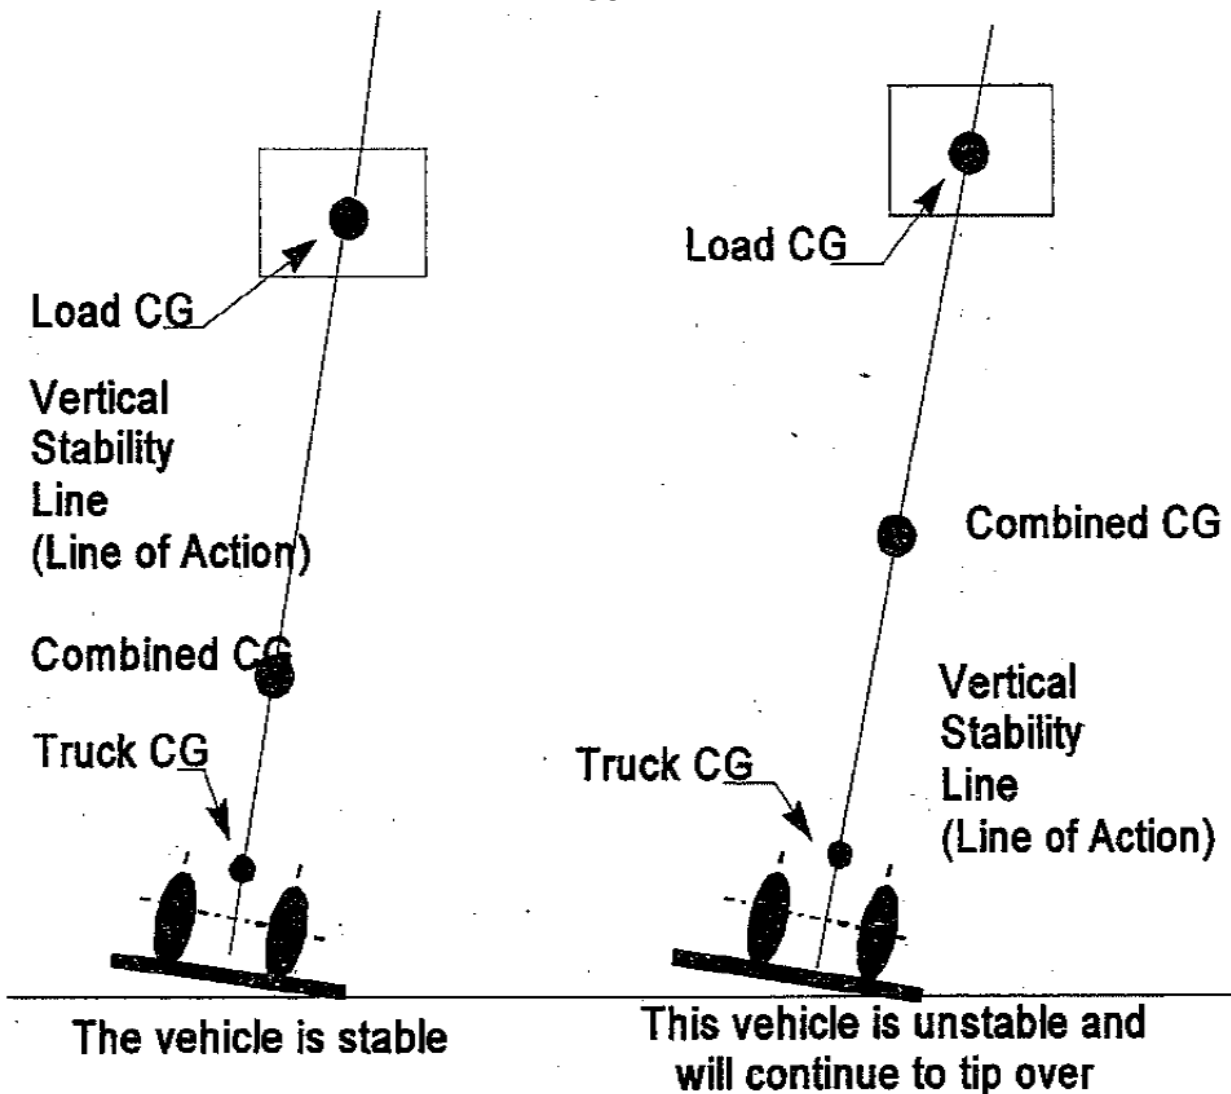 Load CG
Vertical
Stability
Line
(Line of Action)
Combined CG
Truck CG
The vehicle is stable
Load CG
Combined CG
Vertical
Stability
Line
(Line of Action)
Truck CG
This vehicle is unstable and
will continue to tip over